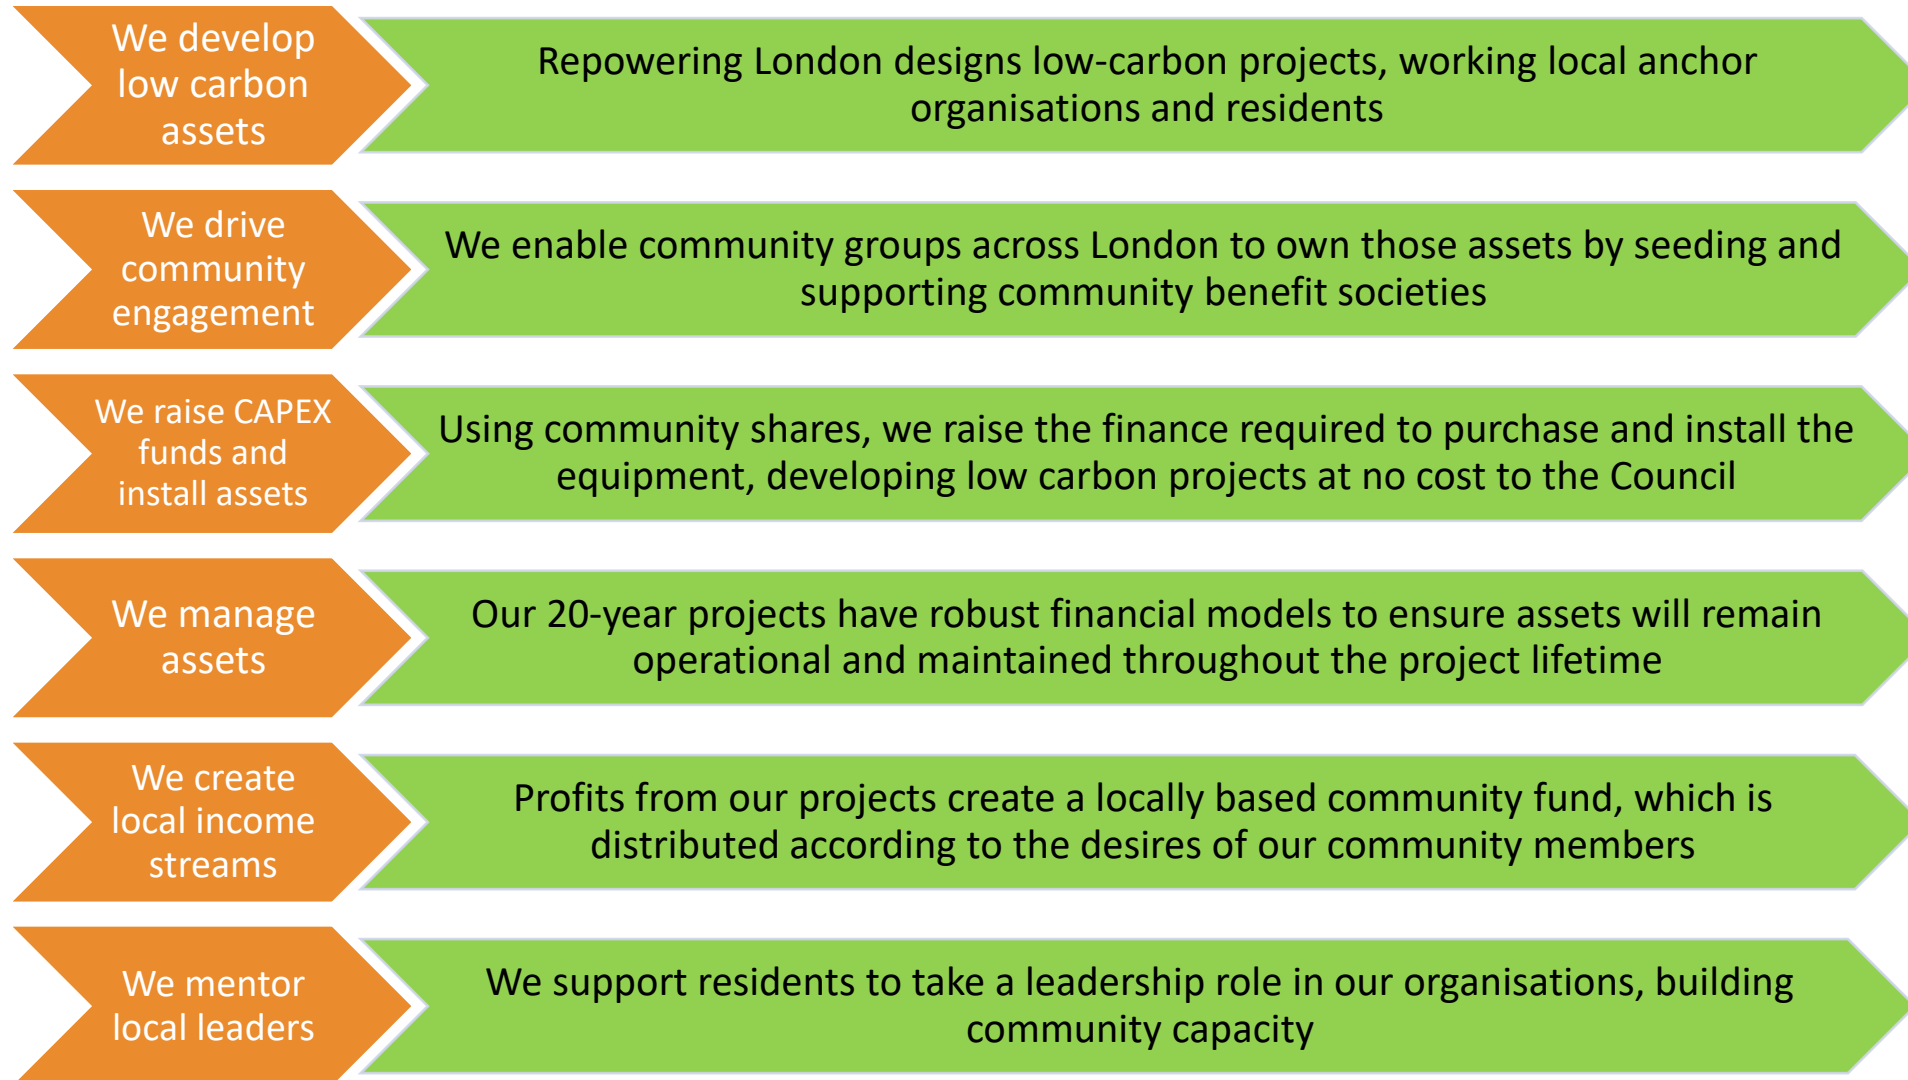 We develop
low carbon
assets
Repowering London designs low-carbon projects, working local anchor
organisations and residents
We drive
community
engagement
We enable community groups across London to own those assets by seeding and
supporting community benefit societies
We raise CAPEX
funds and
install assets
Using community shares, we raise the finance required to purchase and install the
equipment, developing low carbon projects at no cost to the Council
We manage
assets
Our 20-year projects have robust financial models to ensure assets will remain
operational and maintained throughout the project lifetime
We create
local income
streams
Profits from our projects create a locally based community fund, which is
distributed according to the desires of our community members
We mentor
local leaders
We support residents to take a leadership role in our organisations, building
community capacity